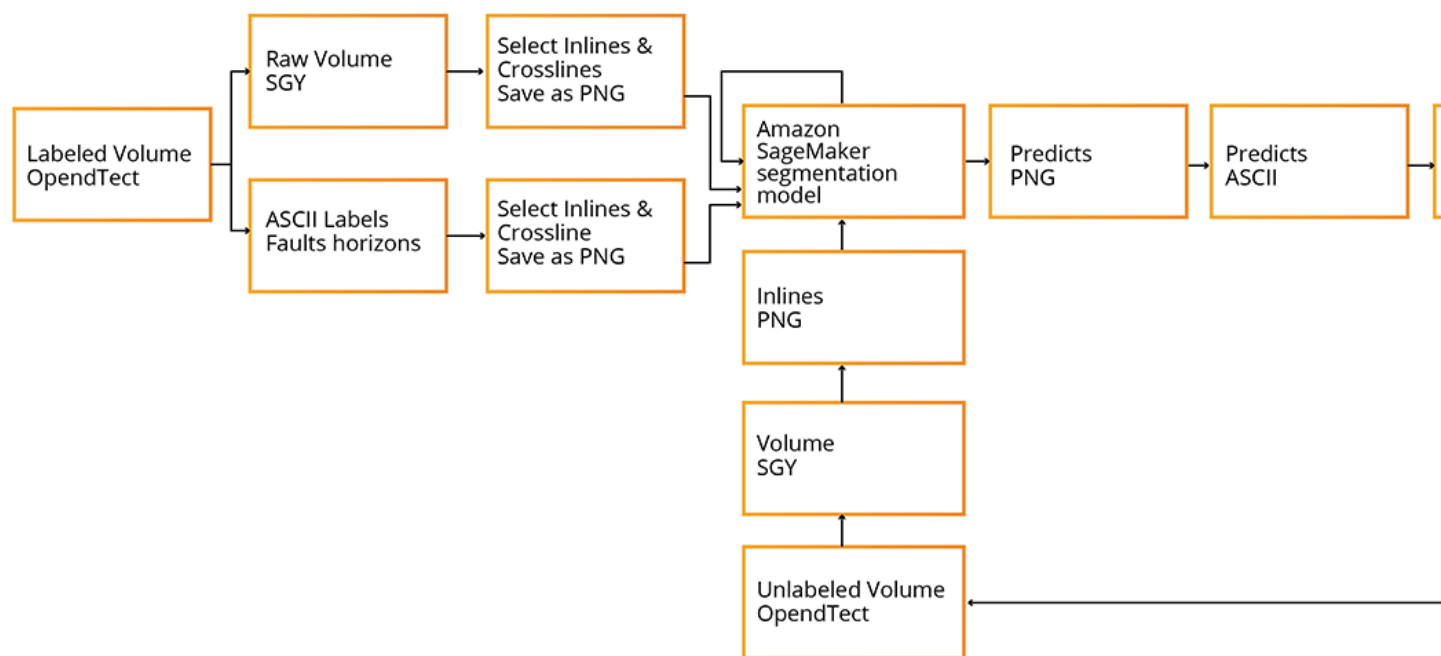 Labeled Volume
OpendTect
Raw Volume
SGY
Select Inlines &
Crosslines
Save as PNG
ASCII Labels
Faults horizons
Select Inlines &
Crossline
Save as PNG
Amazon
SageMaker
segmentation
model
Predicts
PNG
Predicts
ASCII
Inlines
PNG
Volume
SGY
Unlabeled Volume
OpendTect